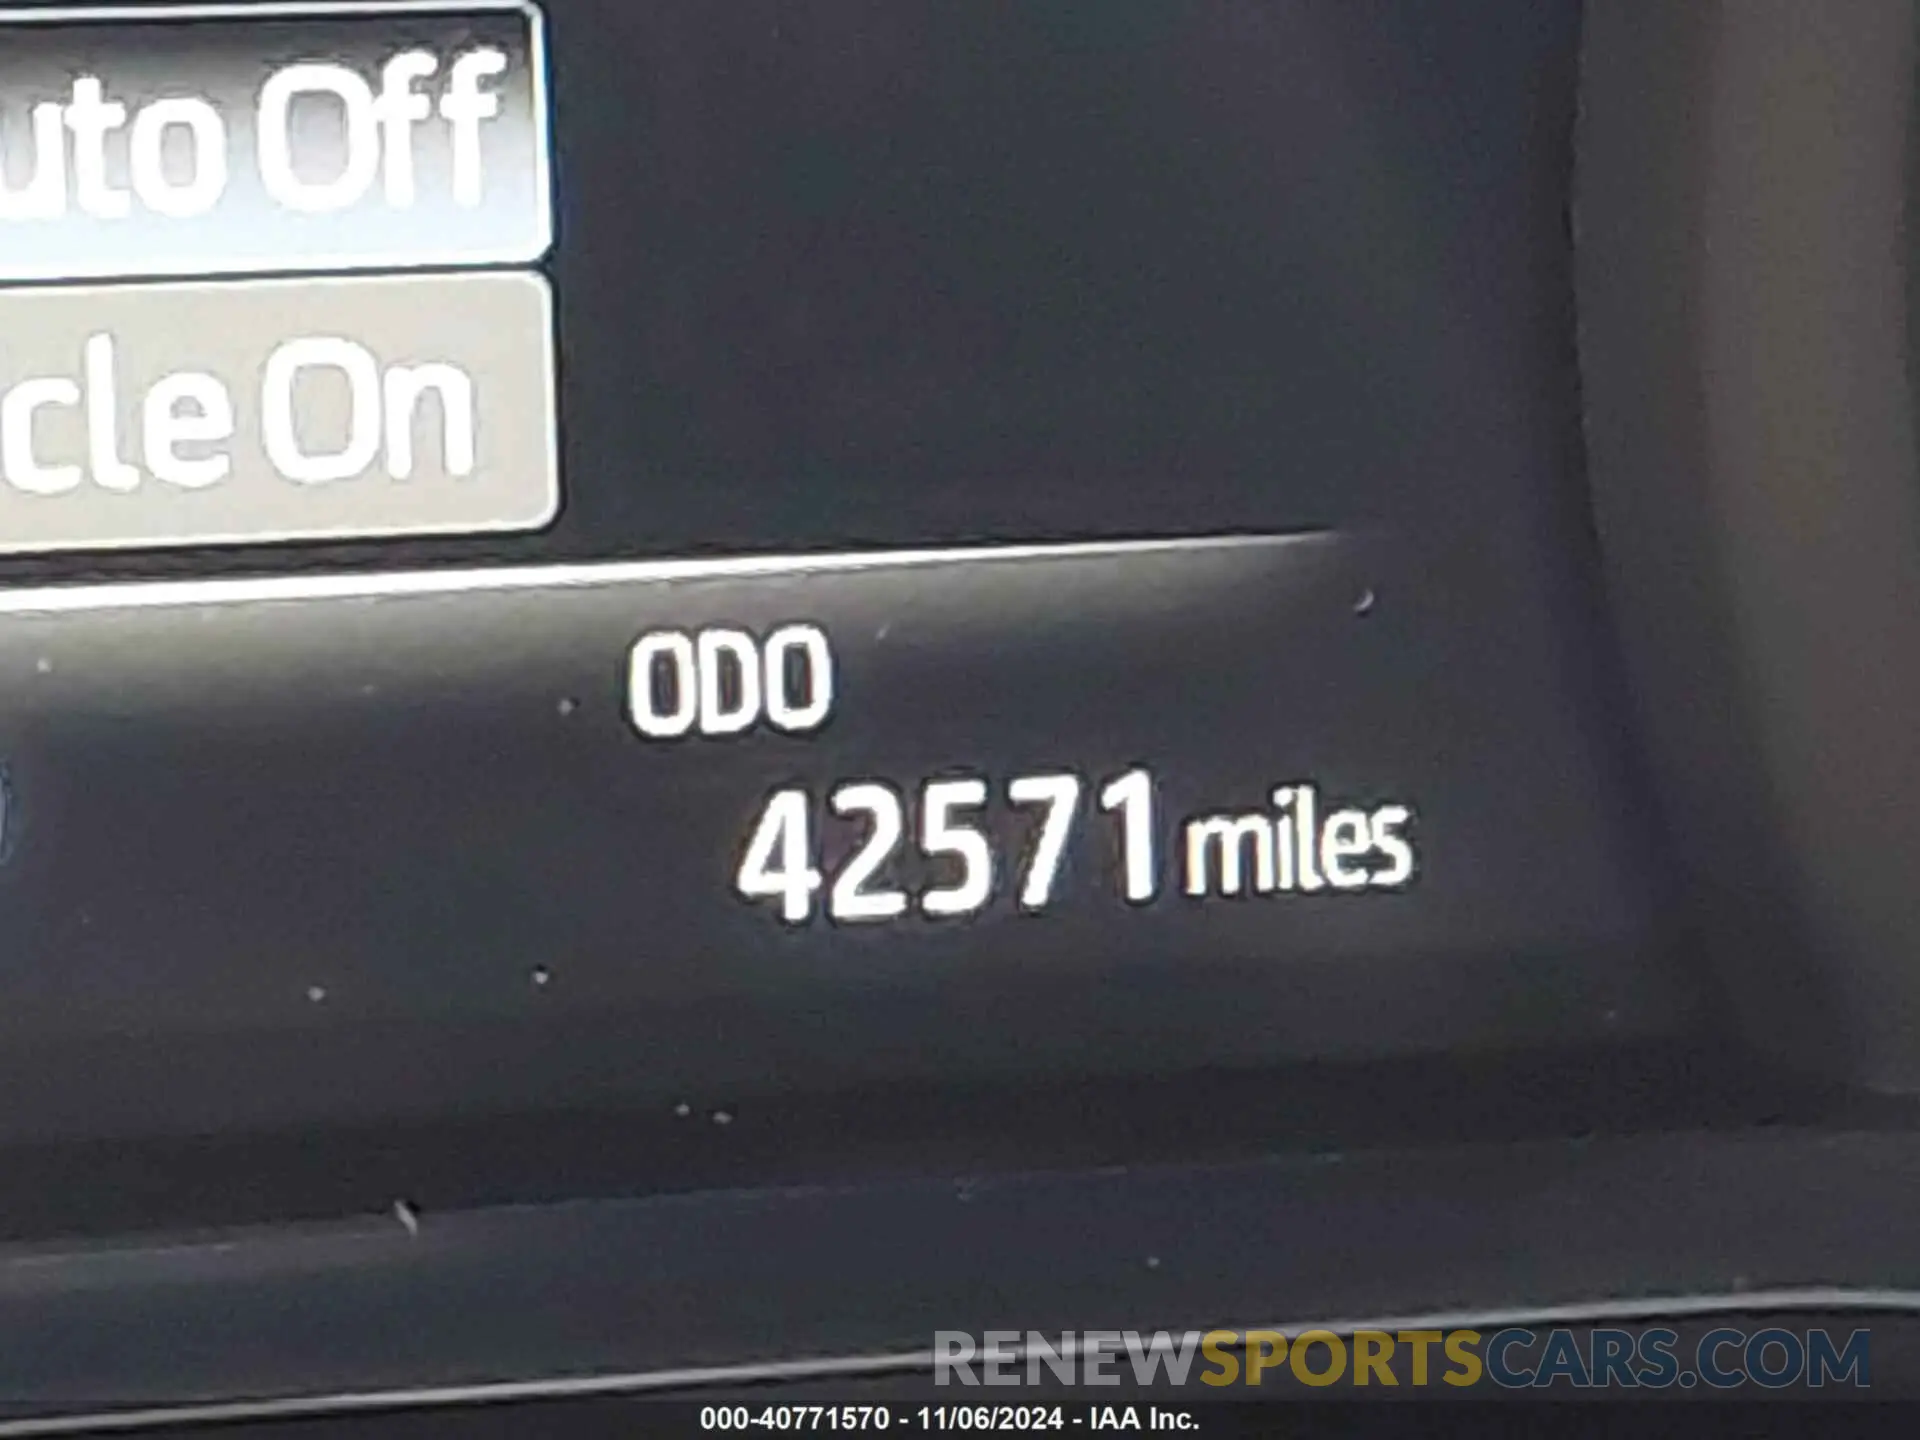 uto Off
cle On
ODO
42571 miles
RENEWSPORTSCARS.COM
000-40771570 - 11/06/2024 - IAA Inc.